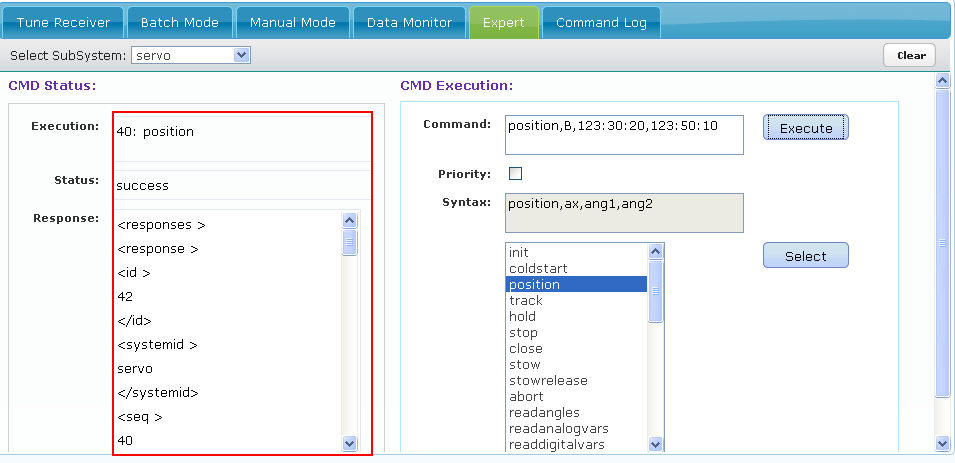 Tune Receiver Batch Mode Manual Mode Data Monitor Expert Command Log
Select SubSystem: servo Clear
CMD Status:
Execution: 40: position
Status: success
Response:
<responses >
<response >
<id >
42
</id>
<systemid >
servo
</systemid>
<seq >
40
CMD Execution:
Command: position,B,123:30:20,123:50:10 Execute
Priority:
Syntax: position,ax,ang1,ang2
init
coldstart
position
track
hold
stop
close
stow
stowrelease
abort
readangles
readanalogvars
readdigitalvars
Select